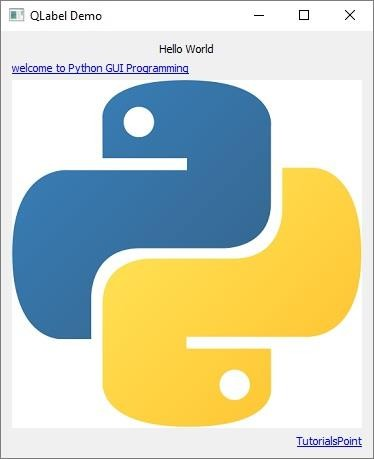 QLabel Demo
Hello World
welcome to Python GUI Programming
TutorialsPoint